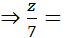 ⇒ z/7 =